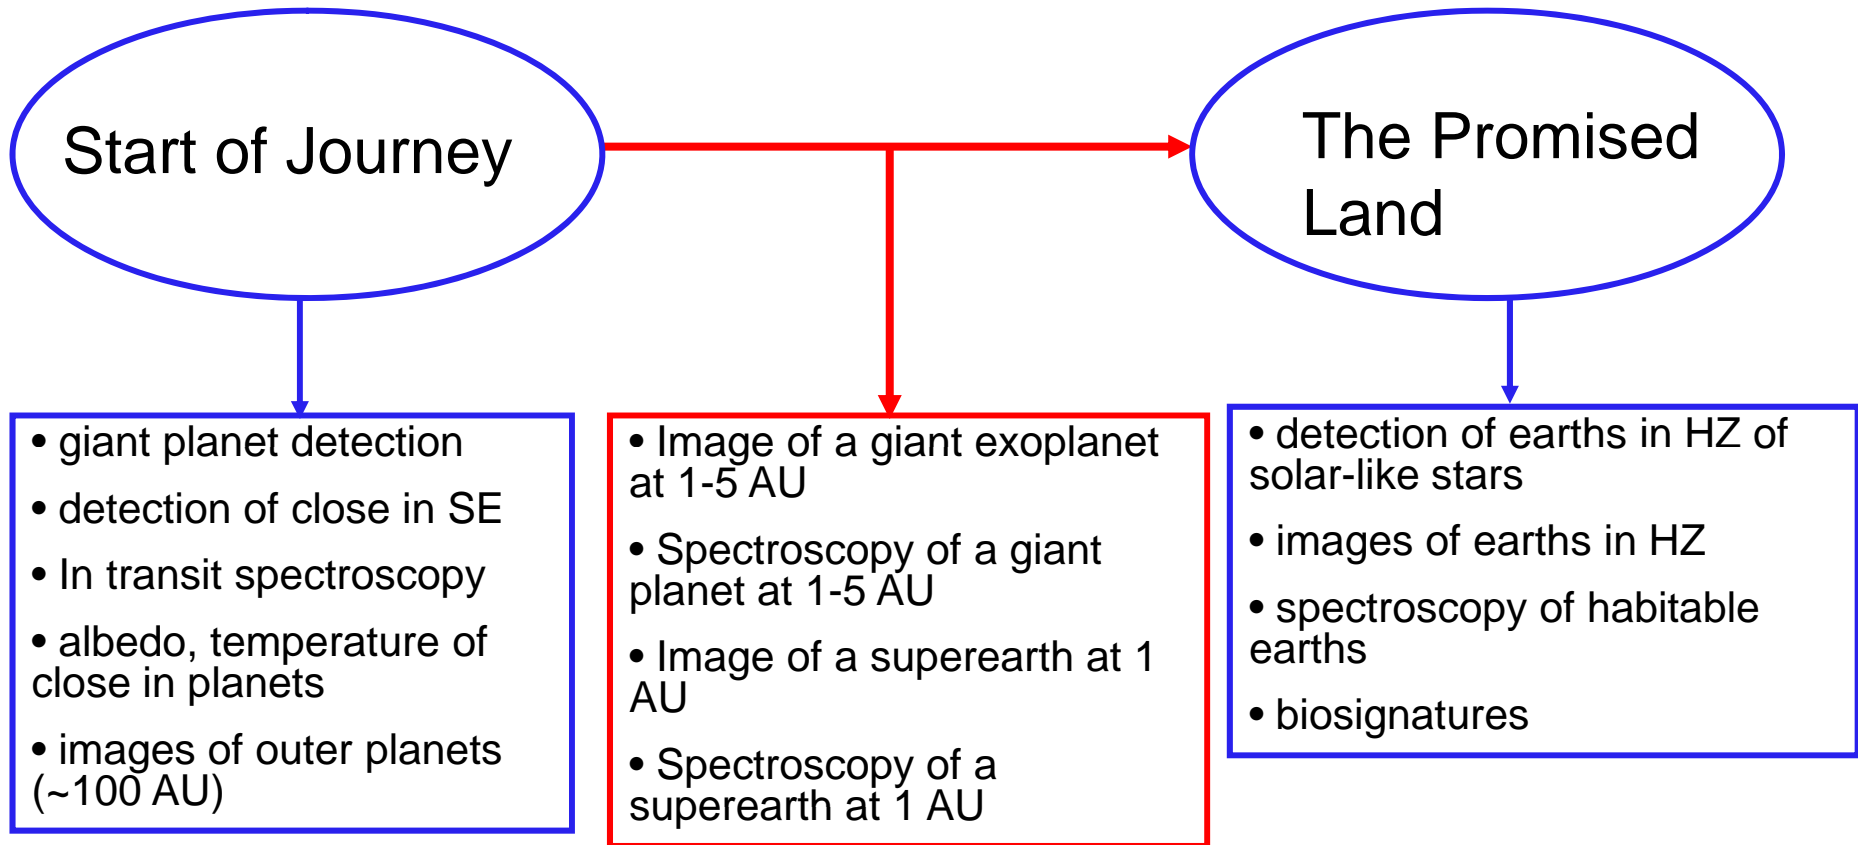 Start of Journey
The Promised
Land
• giant planet detection
• detection of close in SE
• In transit spectroscopy
• albedo, temperature of
close in planets
• images of outer planets
(~100 AU)
• Image of a giant exoplanet
at 1-5 AU
• Spectroscopy of a giant
planet at 1-5 AU
• Image of a superearth at 1
AU
• Spectroscopy of a
superearth at 1 AU
• detection of earths in HZ of
solar-like stars
• images of earths in HZ
• spectroscopy of habitable
earths
• biosignatures